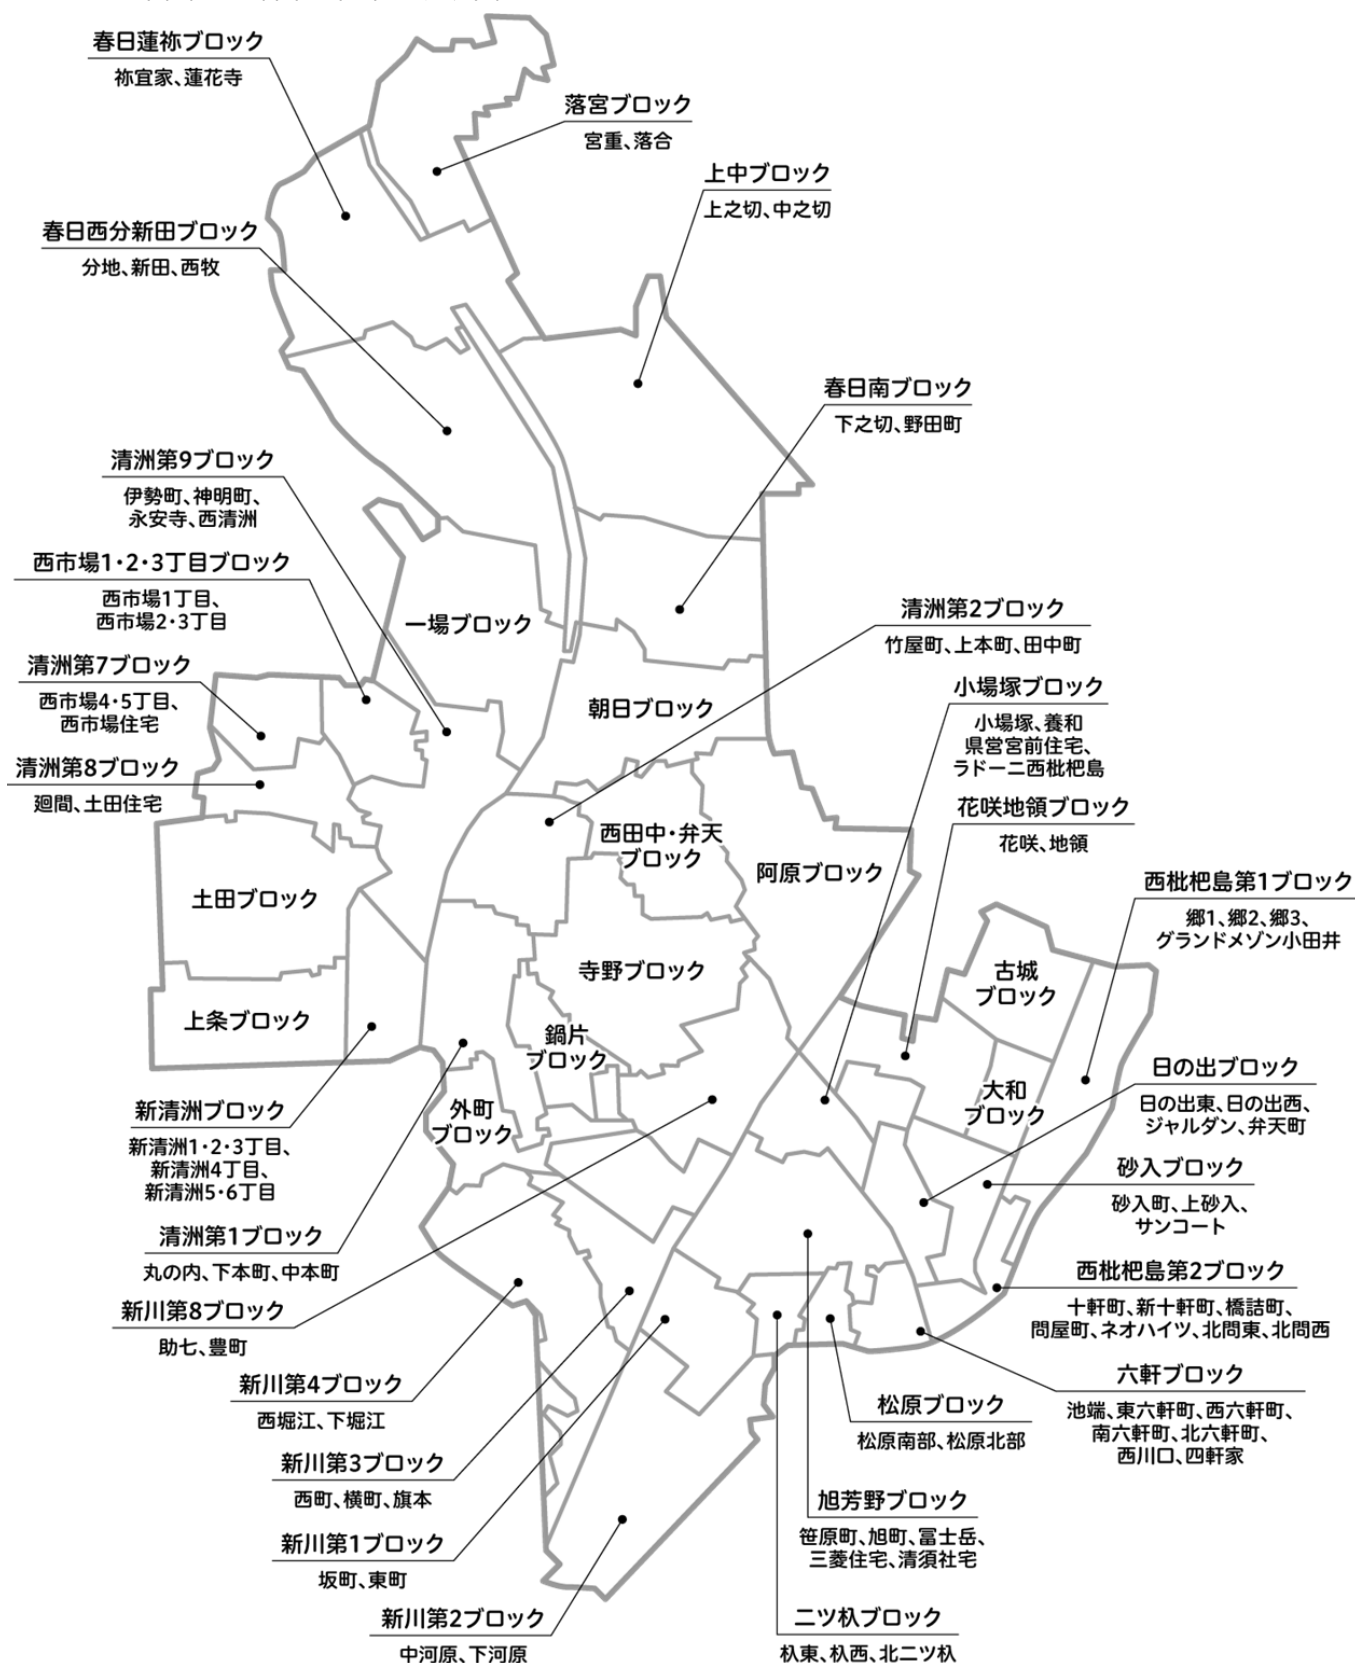 春日蓮祢ブロック
祢宜家、蓮花寺
落宮ブロック
宮重、落合
上中ブロック
上之切、中之切
春日西分新田ブロック
分地、新田、西牧
春日南ブロック
下之切、野田町
清洲第9ブロック
伊勢町、神明町、
永安寺、西清洲
西市場1・2・3丁目ブロック
西市場1丁目、
西市場2・3丁目
一場ブロック
清洲第2ブロック
竹屋町、上本町、田中町
清洲第7ブロック
西市場4・5丁目、
西市場住宅
朝日ブロック
小場塚ブロック
小場塚、養和
県営宮前住宅、
ラドーニ西枇杷島
清洲第8ブロック
廻間、土田住宅
西田中・弁天
ブロック
花咲地領ブロック
花咲、地領
阿原ブロック
土田ブロック
西枇杷島第1ブロック
郷1、郷2、郷3、
グランドメゾン小田井
寺野ブロック
古城
ブロック
上条ブロック
鍋片
ブロック
日の出ブロック
日の出東、日の出西、
ジャルダン、弁天町
大和
ブロック
新清洲ブロック
新清洲1・2・3丁目、
新清洲4丁目、
新清洲5・6丁目
外町
ブロック
砂入ブロック
砂入町、上砂入、
サンコート
清洲第1ブロック
丸の内、下本町、中本町
西枇杷島第2ブロック
十軒町、新十軒町、橋詰町、
問屋町、ネオハイツ、北問東、北問西
新川第8ブロック
助七、豊町
六軒ブロック
池端、東六軒町、西六軒町、
南六軒町、北六軒町、
西川口、四軒家
新川第4ブロック
西堀江、下堀江
松原ブロック
松原南部、松原北部
新川第3ブロック
西町、横町、旗本
旭芳野ブロック
笹原町、旭町、冨士岳、
三菱住宅、清須社宅
新川第1ブロック
坂町、東町
新川第2ブロック
中河原、下河原
二ツ杁ブロック
杁東、杁西、北二ツ杁